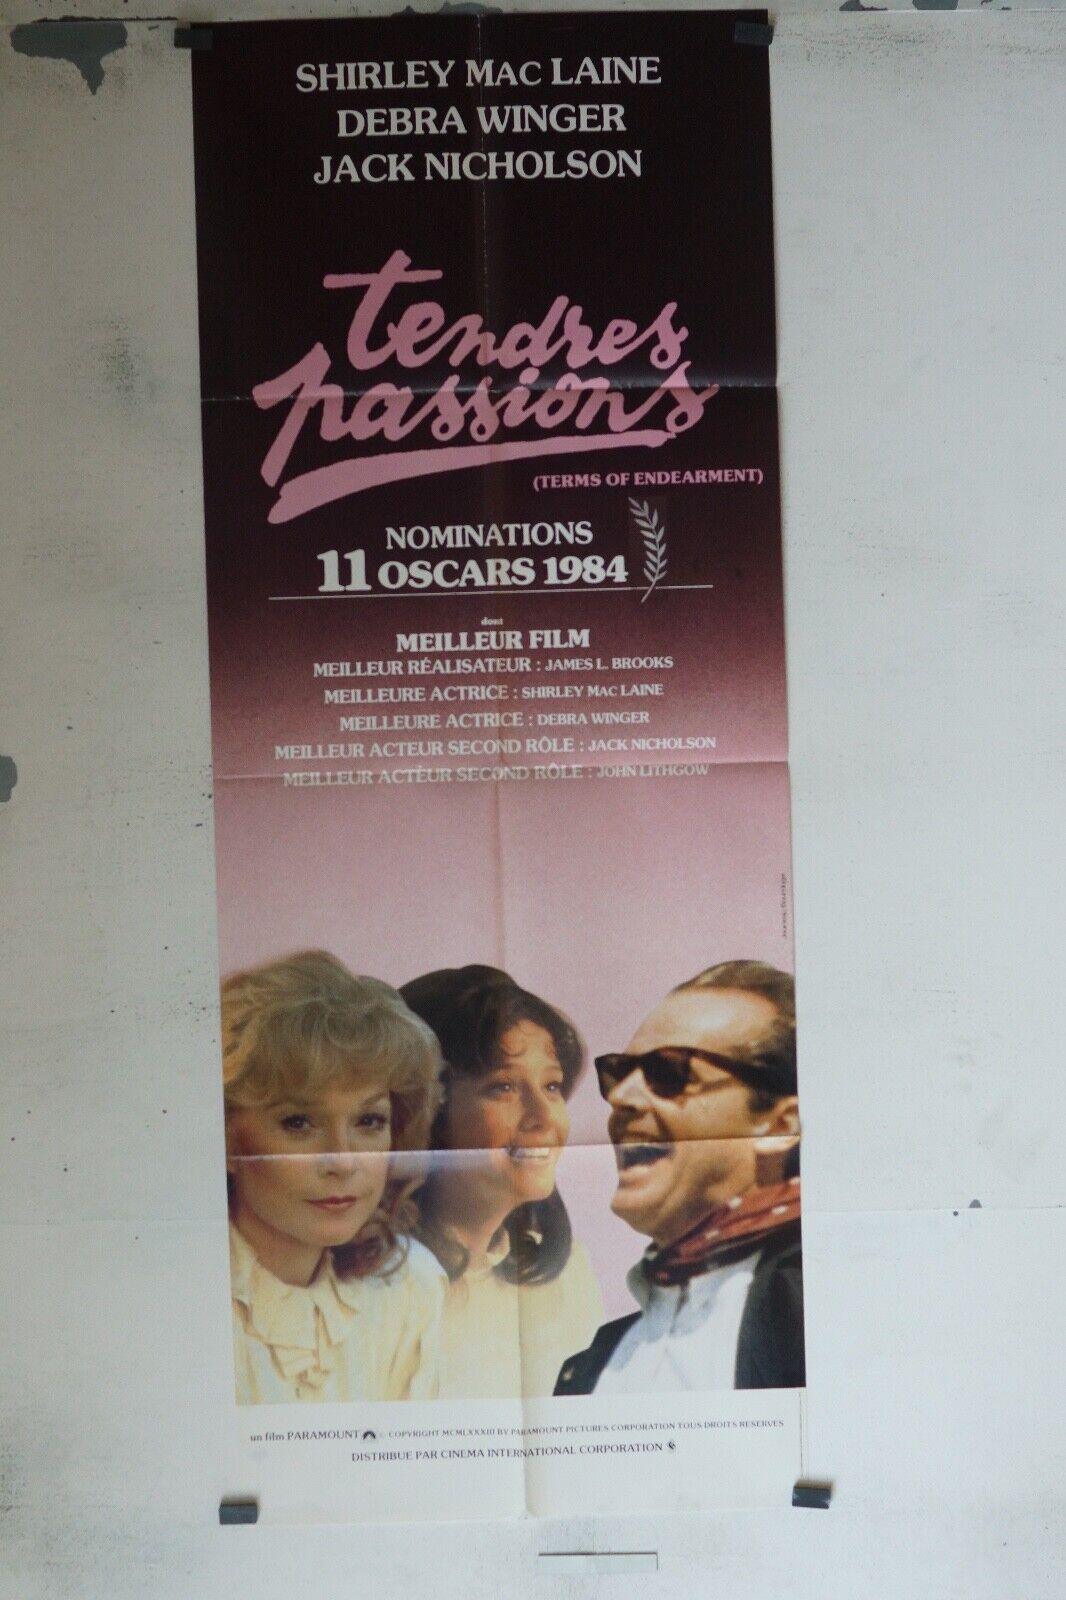 SHIRLEY MAC LAINE
DEBRA WINGER
JACK NICHOLSON
tendres
passions
(TERMS OF ENDEARMENT)
NOMINATIONS
11 OSCARS 1984
dont
MEILLEUR FILM
MEILLEUR RÉALISATEUR : JAMES L. BROOKS
MEILLEURE ACTRICE : SHIRLEY MAC LAINE
MEILLEURE ACTRICE : DEBRA WINGER
MEILLEUR ACTEUR SECOND RÔLE : JACK NICHOLSON
MEILLEUR ACTEUR SECOND RÔLE : JOHN LITHGOW
un film PARAMOUNT © COPYRIGHT MCMLXXXIII BY PARAMOUNT PICTURES CORPORATION TOUS DROITS RESERVES
DISTRIBUE PAR CINEMA INTERNATIONAL CORPORATION